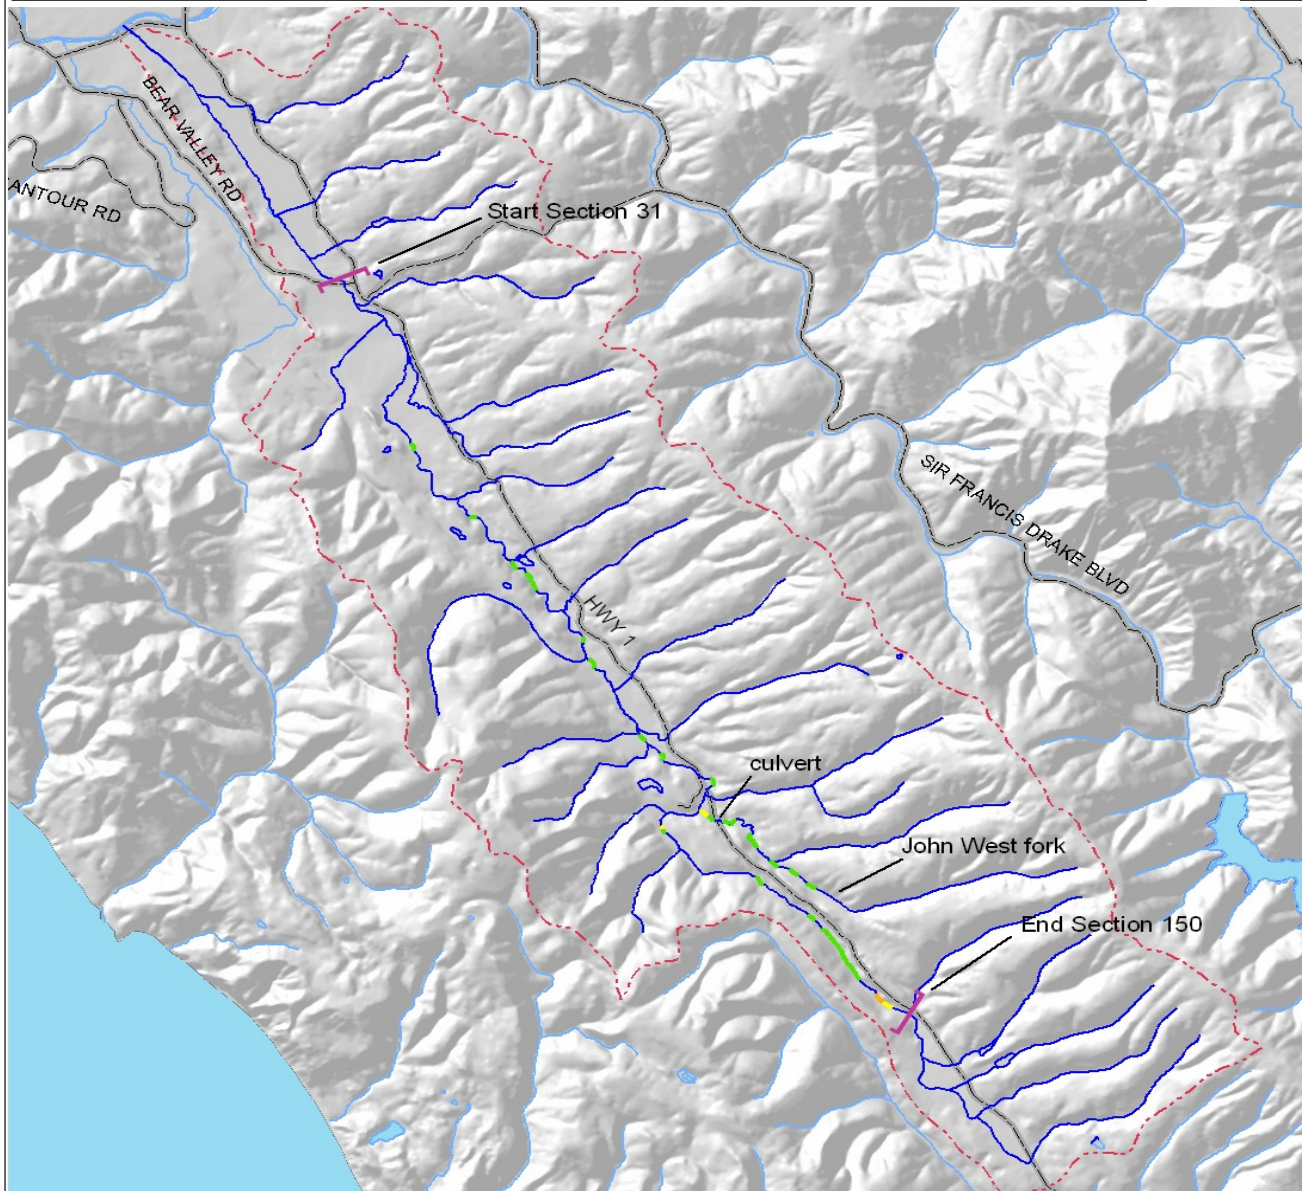 BEAR VALLEY RD
ANTOUR RD
Start Section 31
SIR FRANCIS DRAKE BLVD
HWY 1
culvert
John West fork
End Section 150